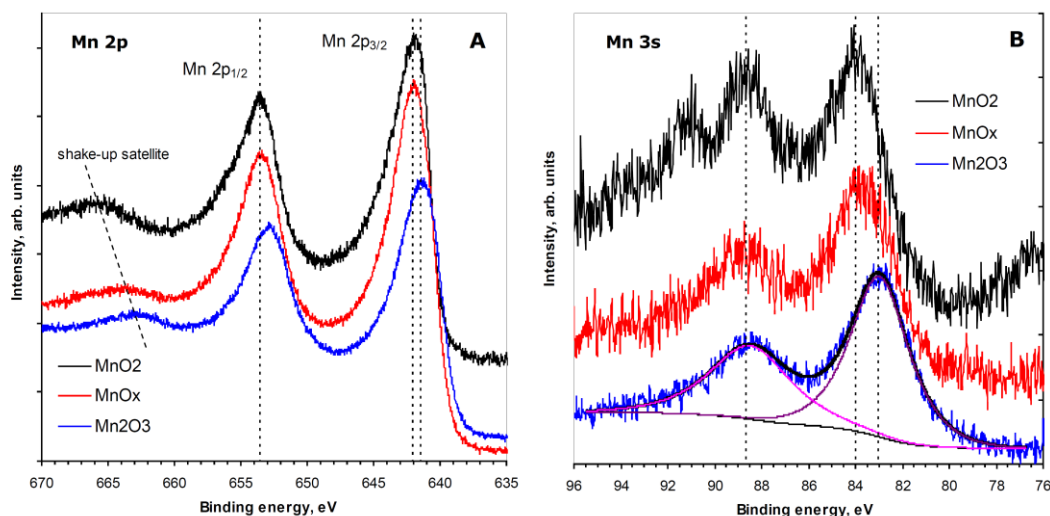 Mn 2p
A
Mn 2p3/2
Mn 2p1/2
shake-up satellite
Intensity, arb. units
MnO2
MnOx
Mn2O3
670 665 660 655 650 645 640 635
Binding energy, eV
Mn 3s
B
MnO2
MnOx
Mn2O3
Intensity, arb. units
96 94 92 90 88 86 84 82 80 78 76
Binding energy, eV